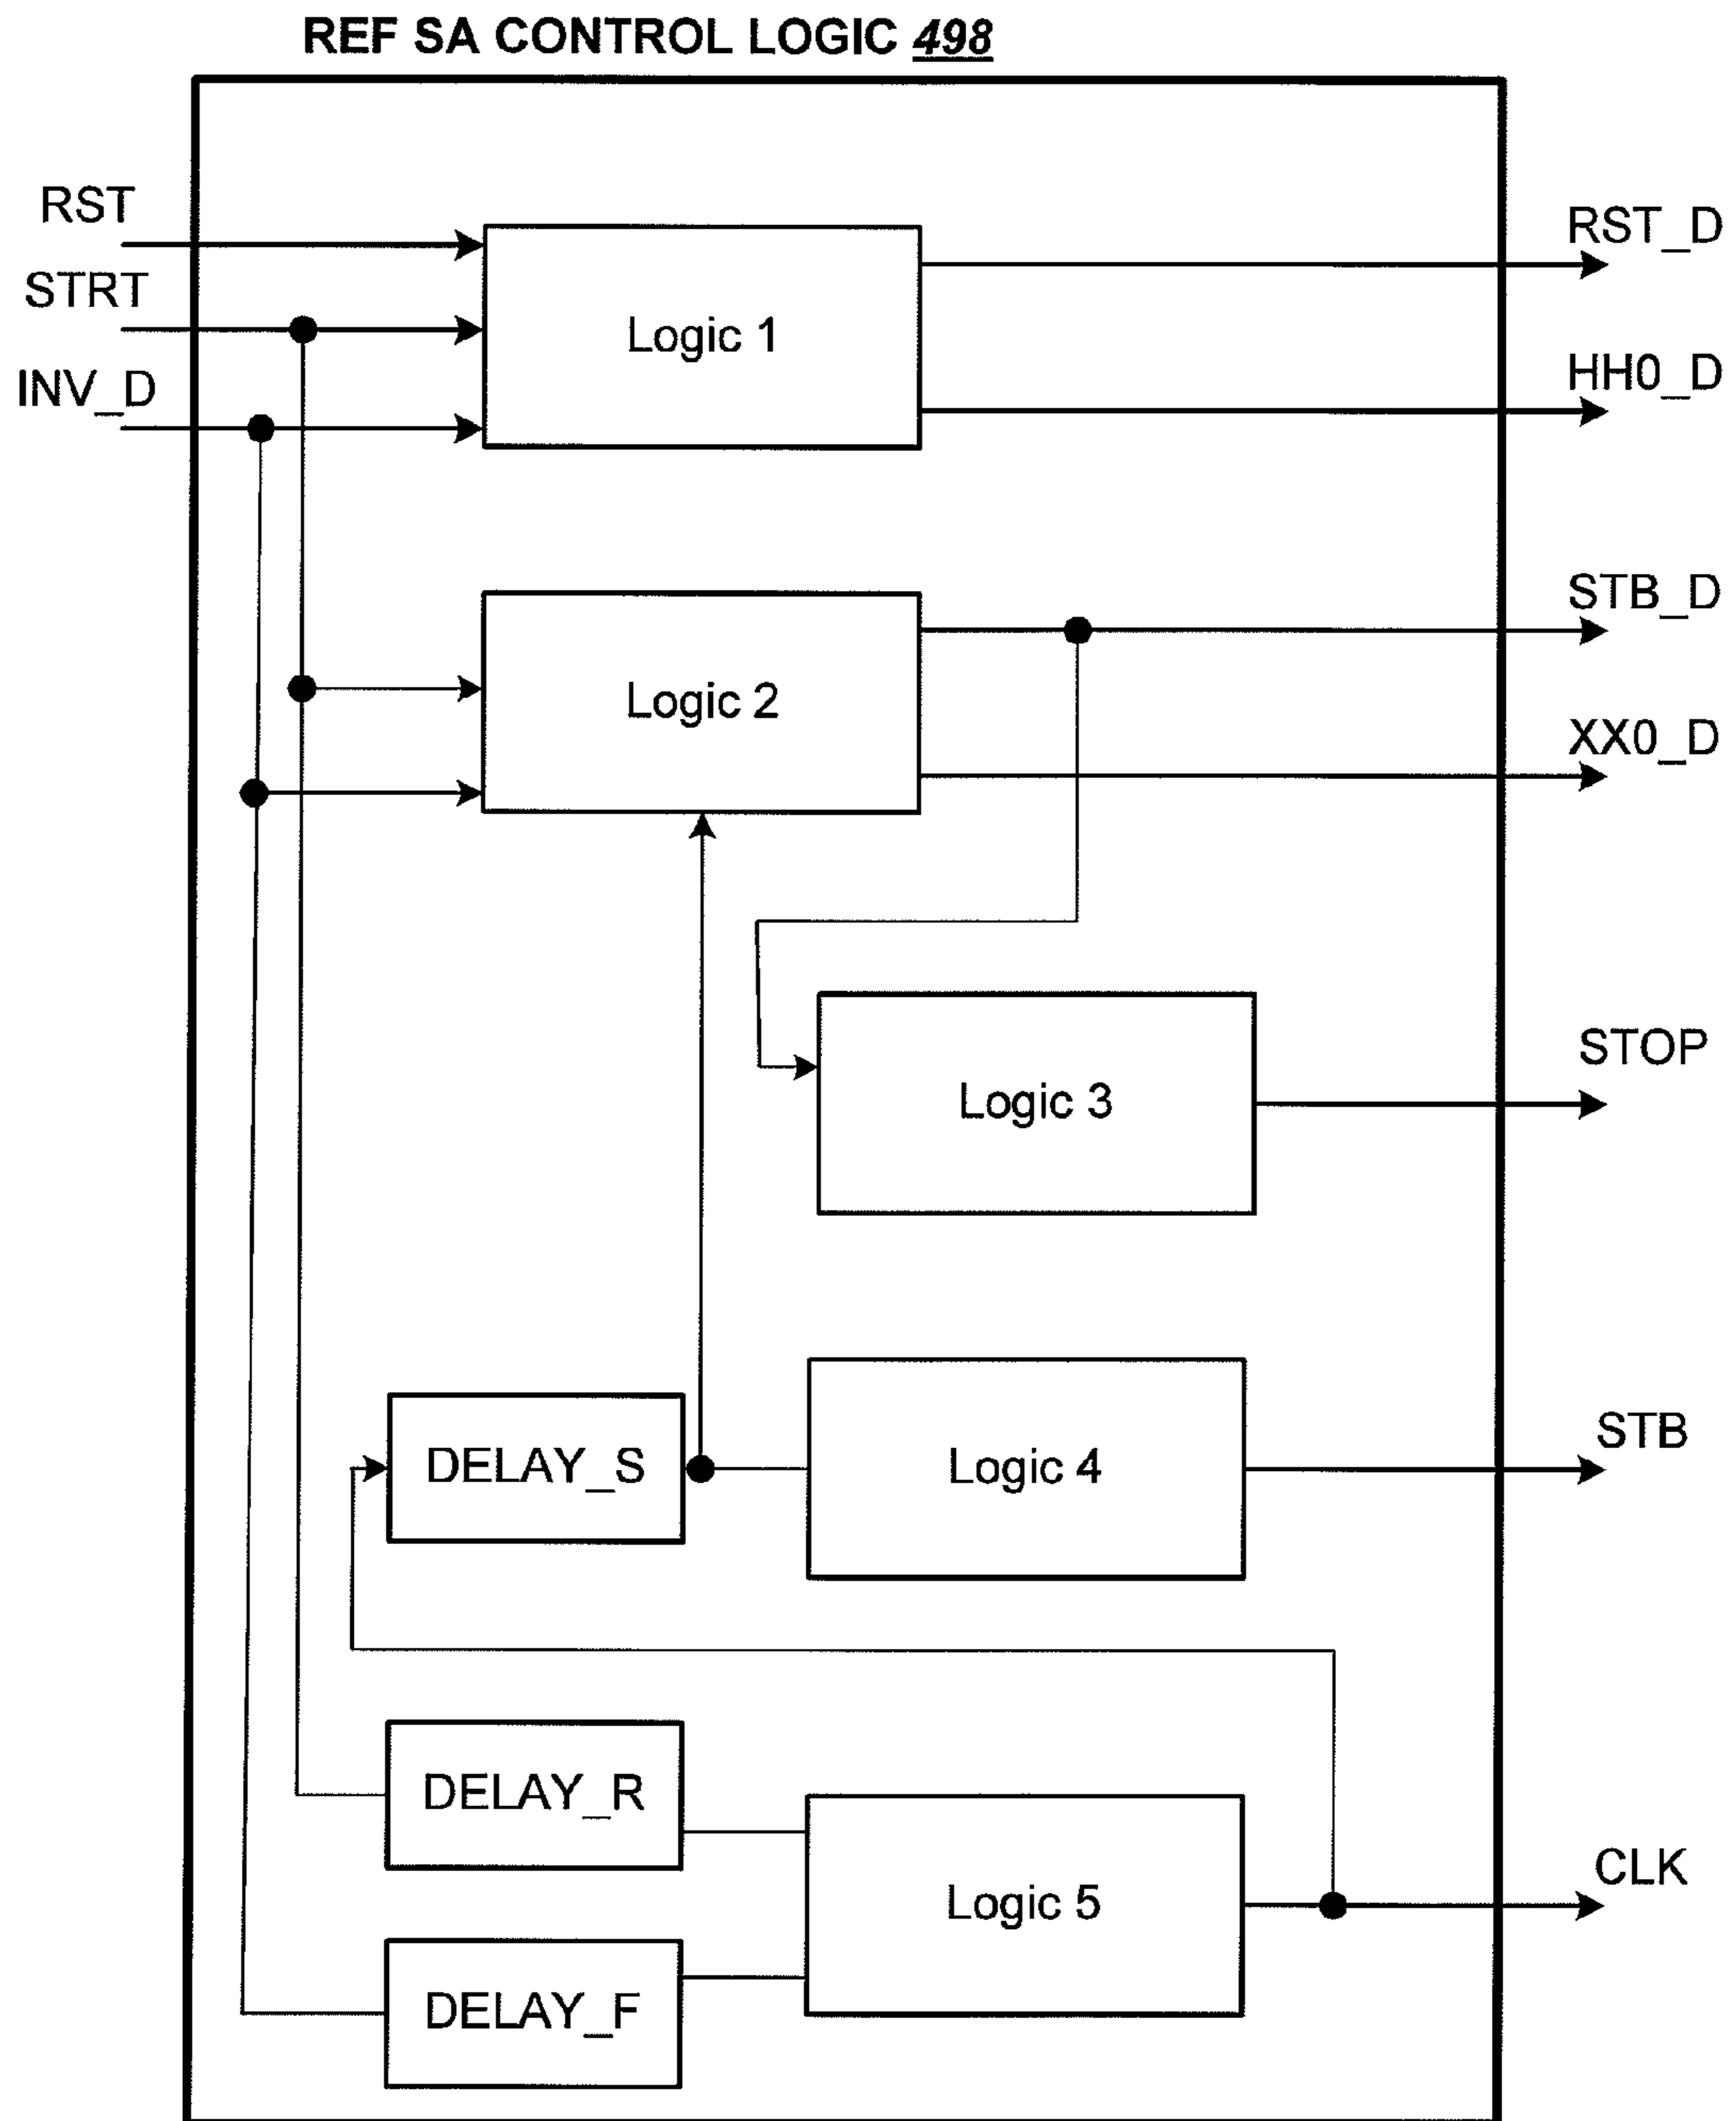 REF SA CONTROL LOGIC 498
RST
STRT
INV_D
Logic 1
RST_D
HH0_D
Logic 2
STB_D
XX0_D
Logic 3
STOP
DELAY_S
Logic 4
STB
DELAY_R
DELAY_F
Logic 5
CLK